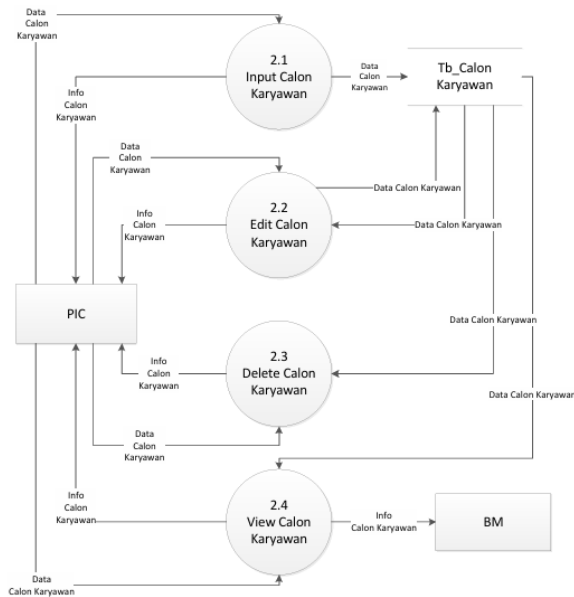 Data
Calon
Karyawan
2.1
Input Calon
Karyawan
Data
Calon
Karyawan
Tb_Calon
Karyawan
Info
Calon
Karyawan
Data
Calon
Karyawan
2.2
Edit Calon
Karyawan
Data Calon Karyawan
Info
Calon
Karyawan
Data Calon Karyawan
PIC
Data Calon Karyawan
2.3
Delete Calon
Karyawan
Info
Calon
Karyawan
Data Calon Karyawan
Data
Calon
Karyawan
2.4
View Calon
Karyawan
Info
Calon
Karyawan
Info
Calon Karyawan
BM
Data
Calon Karyawan